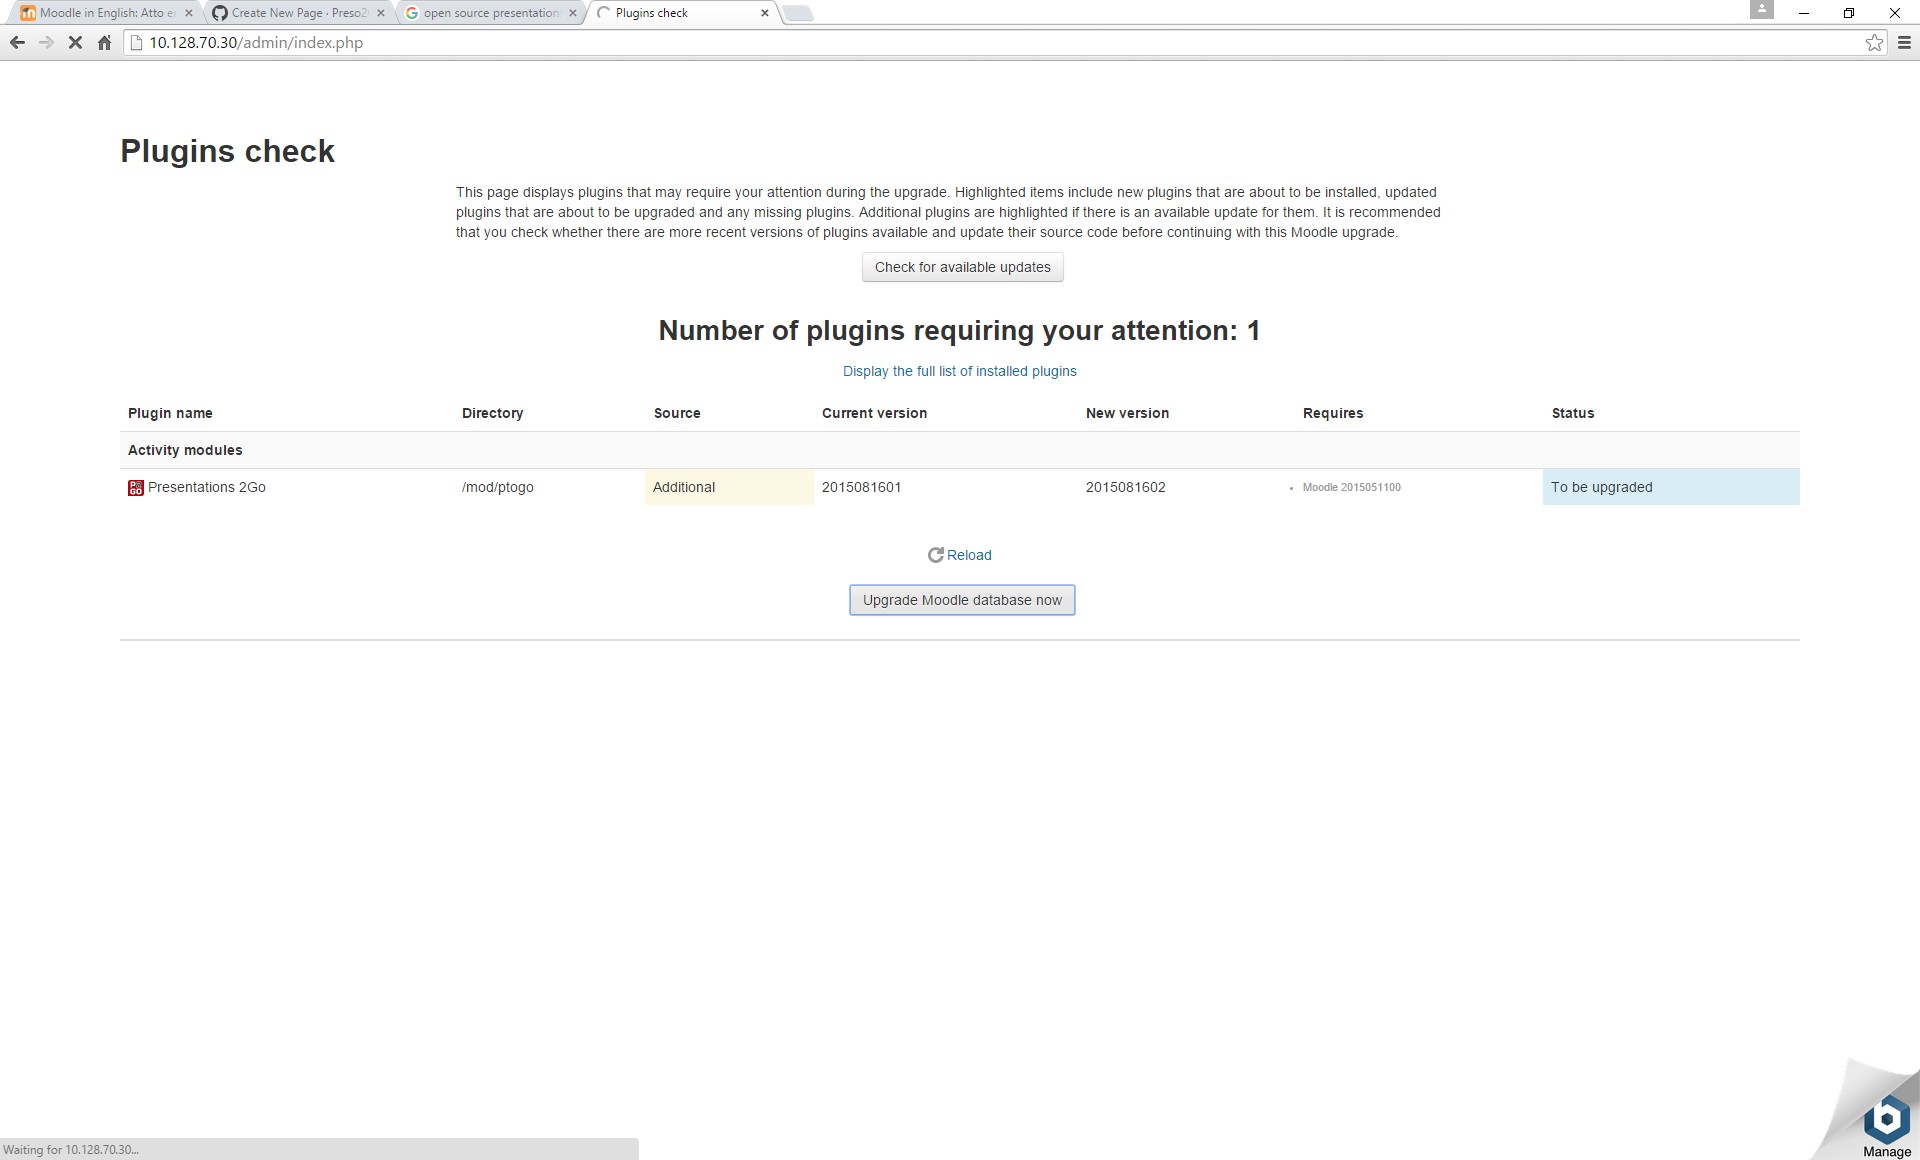 Moodle in English: Atto e
Create New Page · Preso2
open source presentation
Plugins check
10.128.70.30/admin/index.php
Plugins check
This page displays plugins that may require your attention during the upgrade. Highlighted items include new plugins that are about to be installed, updated
plugins that are about to be upgraded and any missing plugins. Additional plugins are highlighted if there is an available update for them. It is recommended
that you check whether there are more recent versions of plugins available and update their source code before continuing with this Moodle upgrade.
Check for available updates
Number of plugins requiring your attention: 1
Display the full list of installed plugins
Plugin name Directory Source Current version New version Requires Status
Activity modules
Presentations 2Go /mod/ptogo Additional 2015081601 2015081602 • Moodle 2015051100 To be upgraded
Reload
Upgrade Moodle database now
Waiting for 10.128.70.30...
Manage